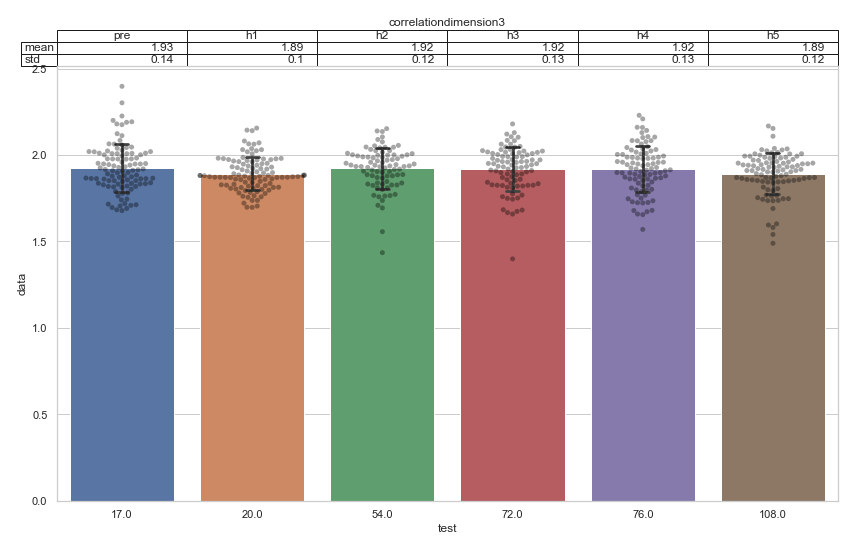 correlationdimension3
pre h1 h2 h3 h4 h5
mean 1.93 1.89 1.92 1.92 1.92 1.89
std 0.14 0.1 0.12 0.13 0.13 0.12
2.5
2.0
1.5
1.0
0.5
0.0
data
17.0 20.0 54.0 72.0 76.0 108.0
test